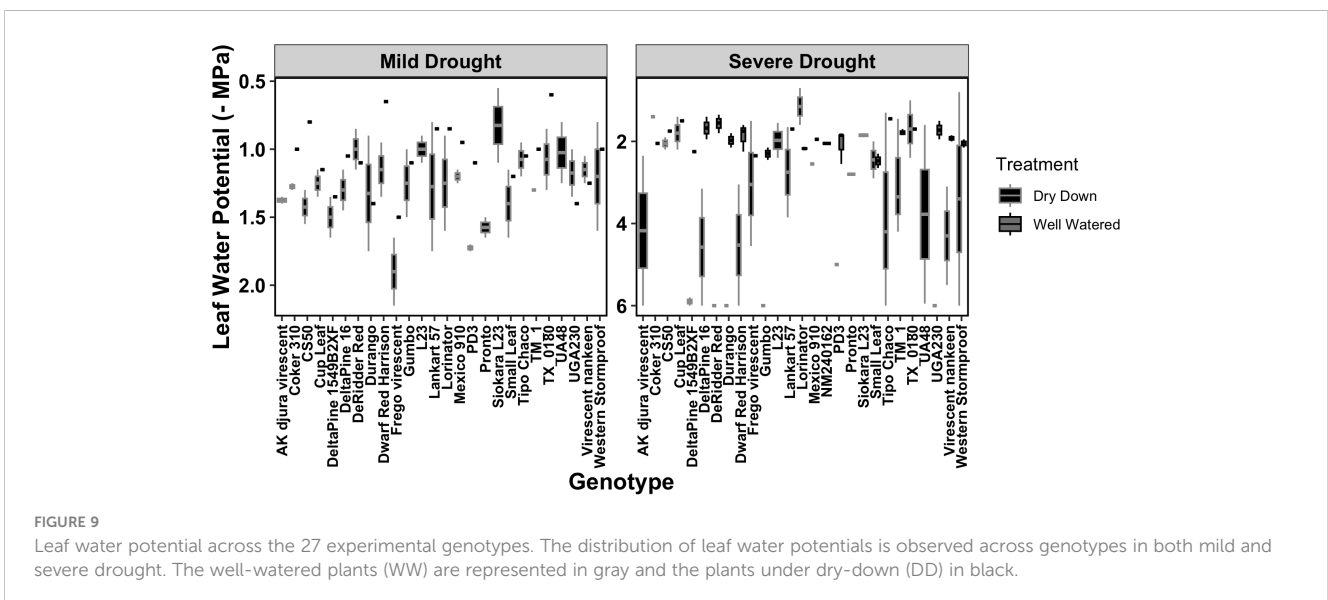 Mild Drought
Severe Drought
Leaf Water Potential (- MPa)
0.5
1.0
1.5
2.0
2
4
6
AK djura virescent
Coker 310
CS50
Cup Leaf
DeltaPine 1549B2XF
DeltaPine 16
DeRidder Red
Durango
Dwarf Red Harrison
Frego virescent
Gumbo
L23
Lankart 57
Lorinator
Mexico 910
PD3
Pronto
Siokara L23
Small Leaf
Tipo Chaco
TM_1
TX_0180
UA48
UGA230
Virescent nankeen
Western Stormproof
AK djura virescent
Coker 310
CS50
Cup Leaf
DeltaPine 1549B2XF
DeltaPine 16
DeRidder Red
Durango
Dwarf Red Harrison
Frego virescent
Gumbo
L23
Lankart 57
Lorinator
Mexico 910
NM240162
PD3
Pronto
Siokara L23
Small Leaf
Tipo Chaco
TM_1
TX_0180
UA48
UGA230
Virescent nankeen
Western Stormproof
Genotype
Treatment
Dry Down
Well Watered
FIGURE 9
Leaf water potential across the 27 experimental genotypes. The distribution of leaf water potentials is observed across genotypes in both mild and
severe drought. The well-watered plants (WW) are represented in gray and the plants under dry-down (DD) in black.